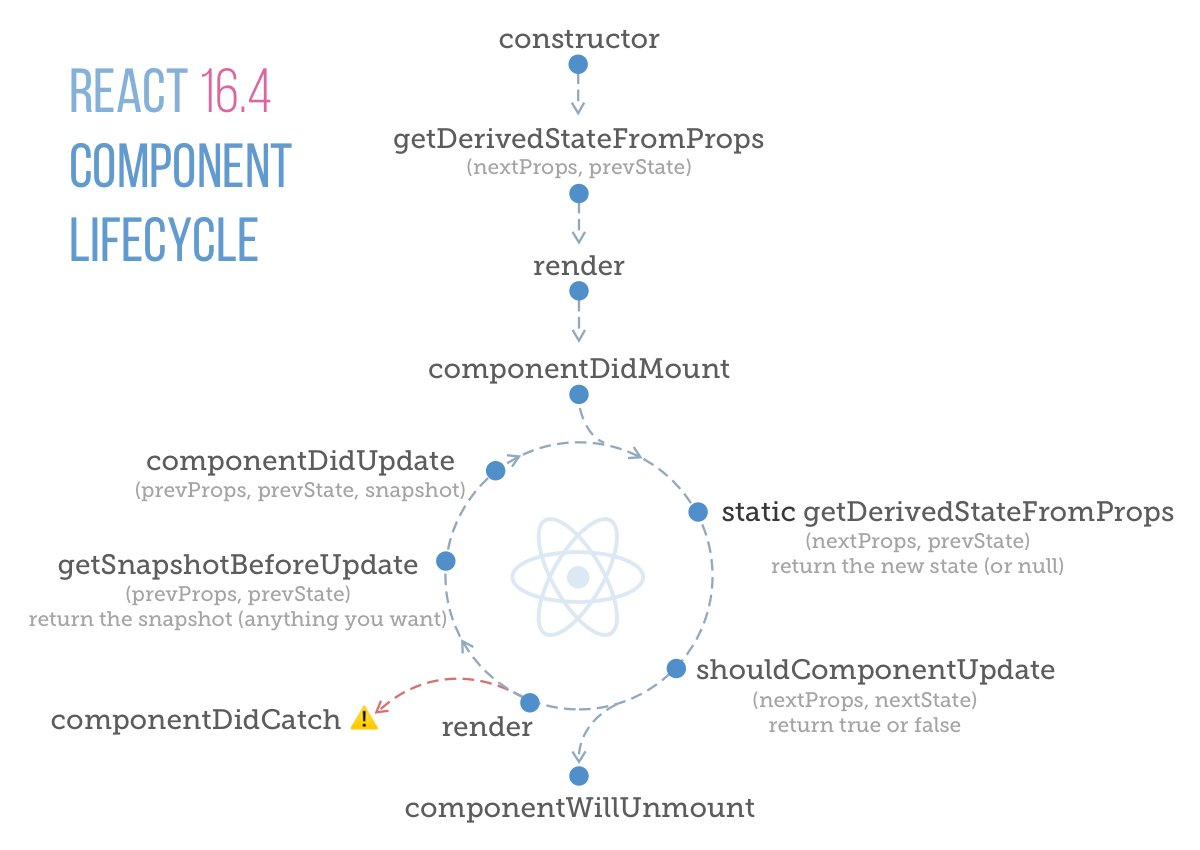 REACT 16.4
COMPONENT
LIFECYCLE
constructor
getDerivedStateFromProps
(nextProps, prevState)
render
componentDidMount
static getDerivedStateFromProps
(nextProps, prevState)
return the new state (or null)
shouldComponentUpdate
(nextProps, nextState)
return true or false
componentWillUnmount
render
componentDidCatch
getSnapshotBeforeUpdate
(prevProps, prevState)
return the snapshot (anything you want)
componentDidUpdate
(prevProps, prevState, snapshot)